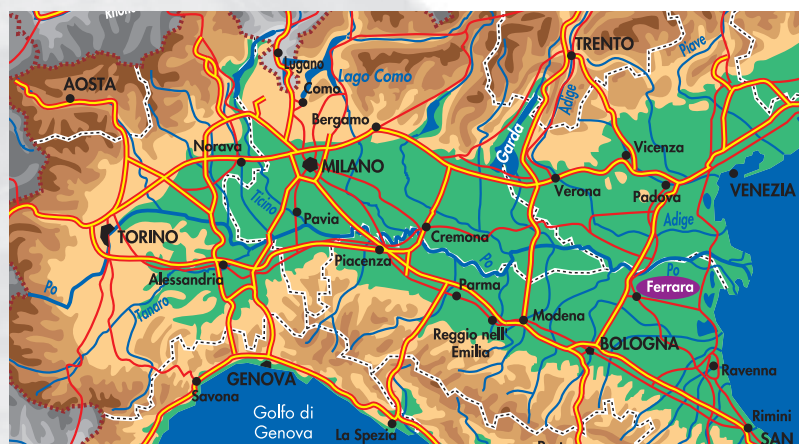 Rhone
TRENTO
Piave
Lugano
Lago Como
AOSTA
Como
Adige
Bergamo
Garda
Norava
Vicenza
MILANO
Verona
Padova
VENEZIA
Ticino
Pavia
Adige
TORINO
Cremona
Piacenza
Po
Po
Alessandria
Parma
Ferrara
Po
Tanaro
Modena
Reggio nell'
Emilia
BOLOGNA
GENOVA
Ravenna
Savona
Golfo di
Genova
La Spezia
Rimini
SAN